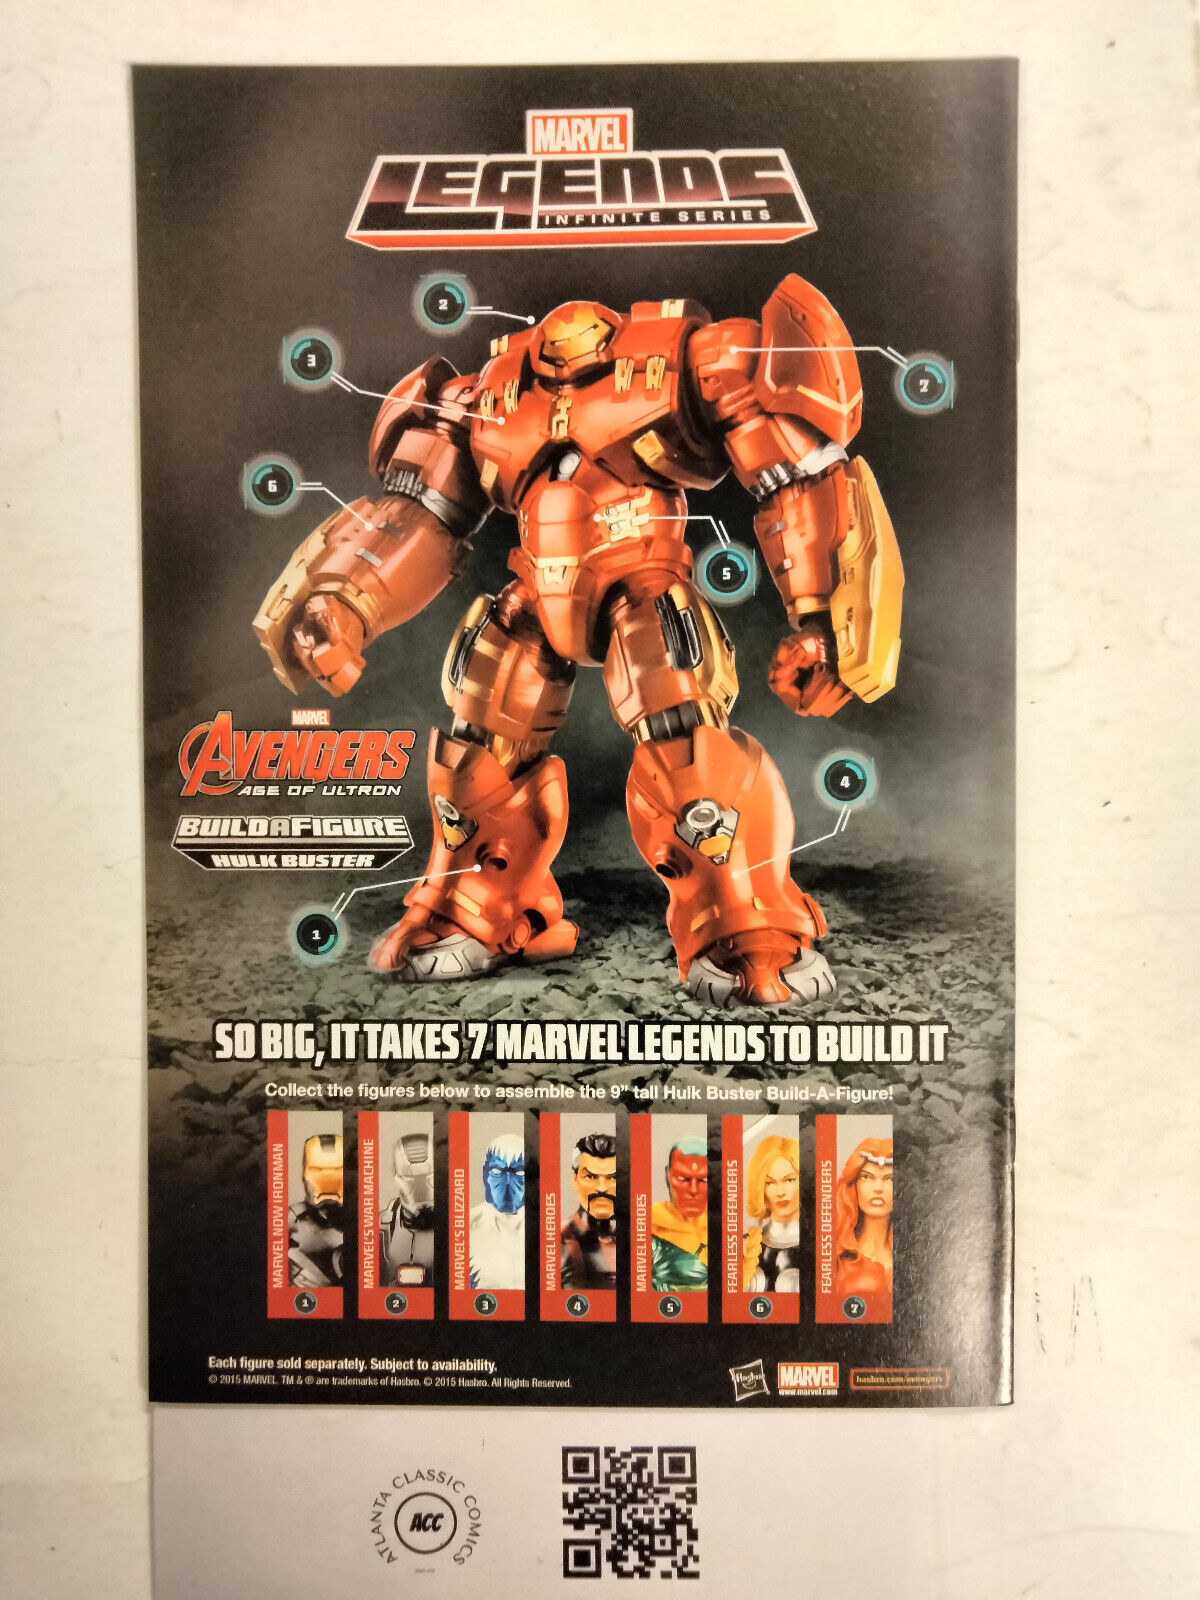 MARVEL
LEGENDS
INFINITE SERIES
2
3
7
6
5
MARVEL
AVENGERS
AGE OF ULTRON
4
BUILDAFIGURE
HULK BUSTER
1
SO BIG, IT TAKES 7 MARVEL LEGENDS TO BUILD IT
Collect the figures below to assemble the 9" tall Hulk Buster Build-A-Figure!
MARVEL NOW IRONMAN
MARVEL'S WAR MACHINE
MARVEL'S BLIZZARD
MARVEL HEROES
MARVEL HEROES
FEARLESS DEFENDERS
FEARLESS DEFENDERS
1
2
3
4
5
6
7
Each figure sold separately. Subject to availability.
© 2015 MARVEL. TM & ® are trademarks of Hasbro. © 2015 Hasbro. All Rights Reserved.
Hasbro
MARVEL
www.marvel.com
hasbro.com/avengers
ATLANTA CLASSIC COMICS
ACC